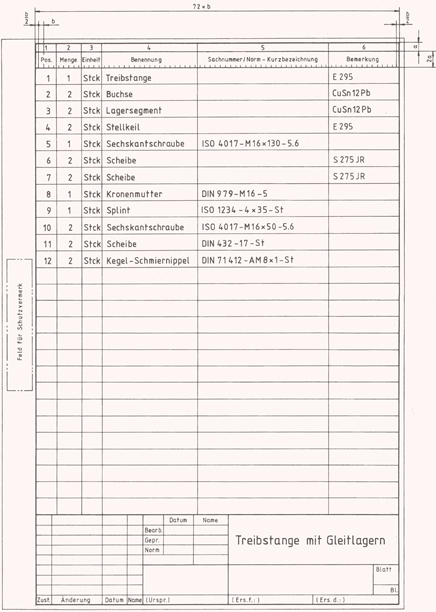 72×b
b
a
2a
1 2 3 4 5 6
Pos. Menge Einheit Benennung Sachnummer/Norm - Kurzbezeichnung Bemerkung
1 1 Stck Treibstange E 295
2 2 Stck Buchse CuSn12Pb
3 2 Stck Lagersegment CuSn12Pb
4 2 Stck Stellkeil E 295
5 1 Stck Sechskantschraube ISO 4017-M16×130-5.6
6 2 Stck Scheibe S275JR
7 2 Stck Scheibe S275JR
8 1 Stck Kronenmutter DIN 979-M16-5
9 1 Stck Splint ISO 1234-4×35-St
10 2 Stck Sechskantschraube ISO 4017-M16×50-5.6
11 2 Stck Scheibe DIN 432-17-St
12 2 Stck Kegel-Schmiernippel DIN 71412-AM8×1-St
Feld für Schutzvermerk
Datum Name
Bearb.
Gepr.
Norm
Treibstange mit Gleitlagern
Blatt
Bl.
Zust. Änderung Datum Name (Urspr.) (Ers.f.: ) (Ers d.: )